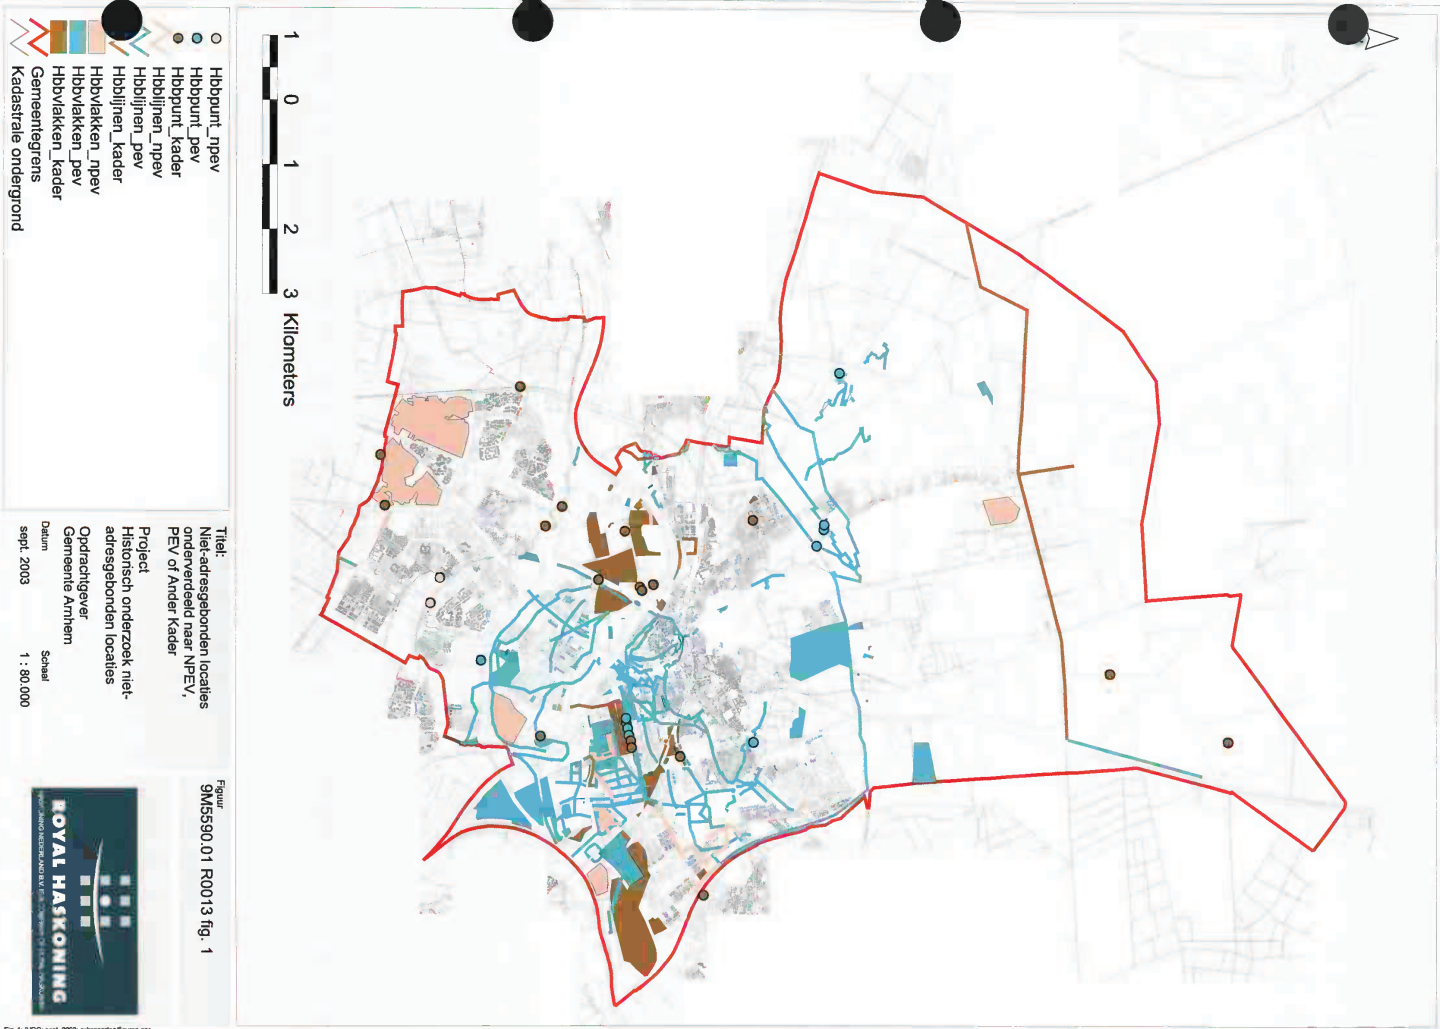 Hbbpunt_npev
Hbbpunt_pev
Hbbpunt_kader
Hbblijnen_npev
Hbblijnen_pev
Hbblijnen_kader
Hbbvlakken_npev
Hbbvlakken_pev
Hbbvlakken_kader
Gemeentegrens
Kadastrale ondergrond
1 0 1 2 3 Kilometers
Titel:
Niet-adresgebonden locaties
onderverdeeld naar NPEV,
PEV of Ander Kader
Project
Historisch onderzoek niet-
adresgebonden locaties
Opdrachtgever
Gemeente Arnhem
Datum
sept. 2003
Schaal
1 : 80.000
Figuur
9M5590.01 R0013 fig. 1
ROYAL HASKONING